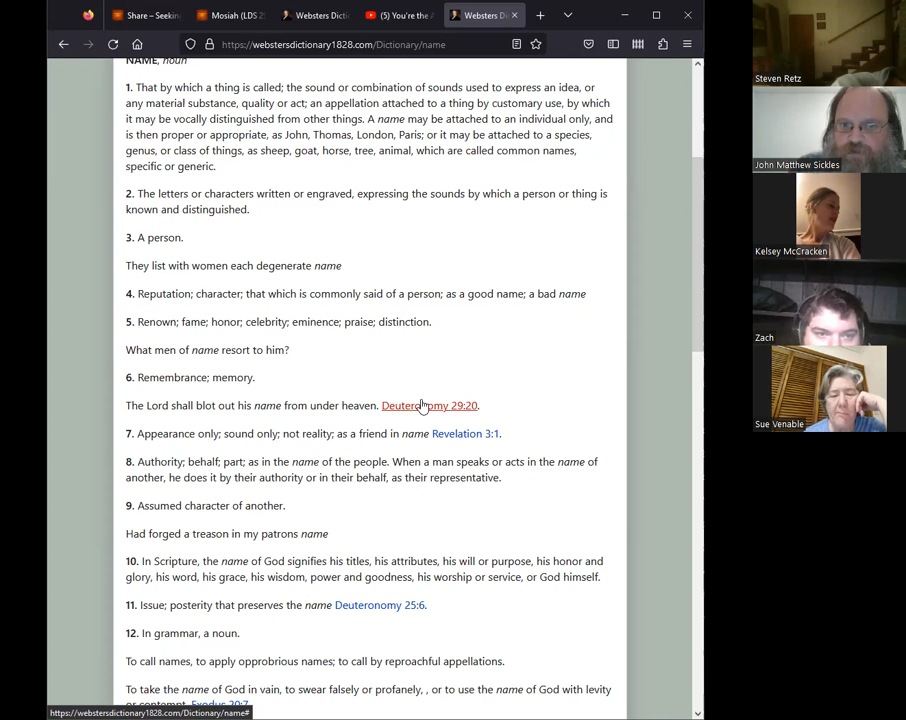 Share – Seekin
Mosiah (LDS 2
Websters Dicti
(5) You're the A
Websters Di
https://webstersdictionary1828.com/Dictionary/name
NAME, noun
1. That by which a thing is called; the sound or combination of sounds used to express an idea, or
any material substance, quality or act; an appellation attached to a thing by customary use, by which
it may be vocally distinguished from other things. A name may be attached to an individual only, and
is then proper or appropriate, as John, Thomas, London, Paris; or it may be attached to a species,
genus, or class of things, as sheep, goat, horse, tree, animal, which are called common names,
specific or generic.
2. The letters or characters written or engraved, expressing the sounds by which a person or thing is
known and distinguished.
3. A person.
They list with women each degenerate name
4. Reputation; character; that which is commonly said of a person; as a good name; a bad name
5. Renown; fame; honor; celebrity; eminence; praise; distinction.
What men of name resort to him?
6. Remembrance; memory.
The Lord shall blot out his name from under heaven. Deuteronomy 29:20.
7. Appearance only; sound only; not reality; as a friend in name Revelation 3:1.
8. Authority; behalf; part; as in the name of the people. When a man speaks or acts in the name of
another, he does it by their authority or in their behalf, as their representative.
9. Assumed character of another.
Had forged a treason in my patrons name
10. In Scripture, the name of God signifies his titles, his attributes, his will or purpose, his honor and
glory, his word, his grace, his wisdom, power and goodness, his worship or service, or God himself.
11. Issue; posterity that preserves the name Deuteronomy 25:6.
12. In grammar, a noun.
To call names, to apply opprobrious names; to call by reproachful appellations.
To take the name of God in vain, to swear falsely or profanely, , or to use the name of God with levity
or contempt. Exodus 20:7
https://webstersdictionary1828.com/Dictionary/name#
Steven Retz
John Matthew Sickles
Kelsey McCracken
Zach
Sue Venable